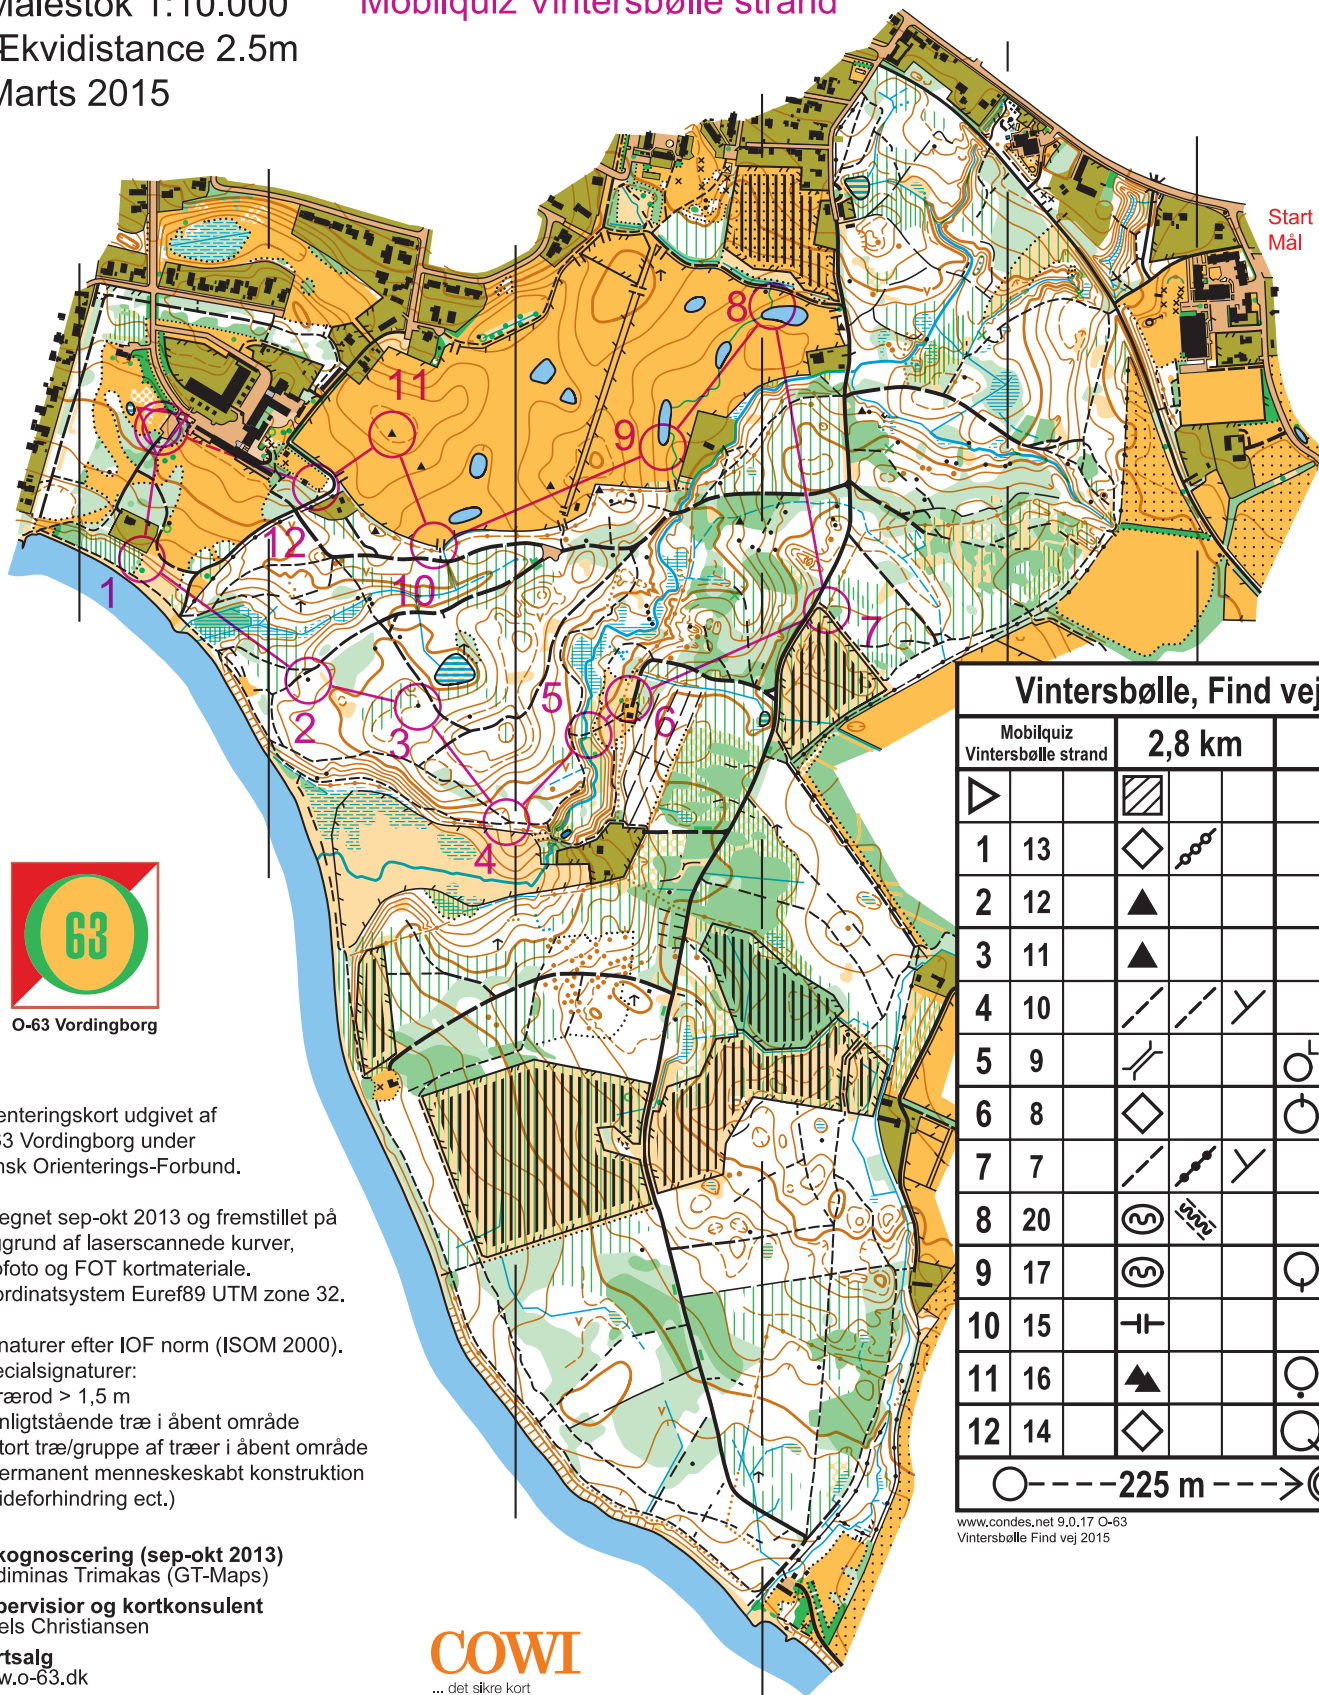 Målestok 1:10.000
Ækvidistance 2.5m
Marts 2015
Mobilquiz Vintersbølle strand
Start
Mål
8
11
9
12
10
1
7
2
5
6
3
4
63
O-63 Vordingborg
Vintersbølle, Find vej
Mobilquiz
Vintersbølle strand
2,8 km
1 13
2 12
3 11
4 10
5 9
6 8
7 7
8 20
9 17
10 15
11 16
12 14
225 m
www.condes.net 9.0.17 O-63
Vintersbølle Find vej 2015
enteringskort udgivet af
63 Vordingborg under
nsk Orienterings-Forbund.
egnet sep-okt 2013 og fremstillet på
ggrund af laserscannede kurver,
ofoto og FOT kortmateriale.
ordinatsystem Euref89 UTM zone 32.
naturer efter IOF norm (ISOM 2000).
ecialsignaturer:
rærod > 1,5 m
nligtstående træ i åbent område
tort træ/gruppe af træer i åbent område
ermanent menneskeskabt konstruktion
ideforhindring ect.)
kognoscering (sep-okt 2013)
diminas Trimakas (GT-Maps)
pervisior og kortkonsulent
els Christiansen
rtsalg
w.o-63.dk
COWI
... det sikre kort